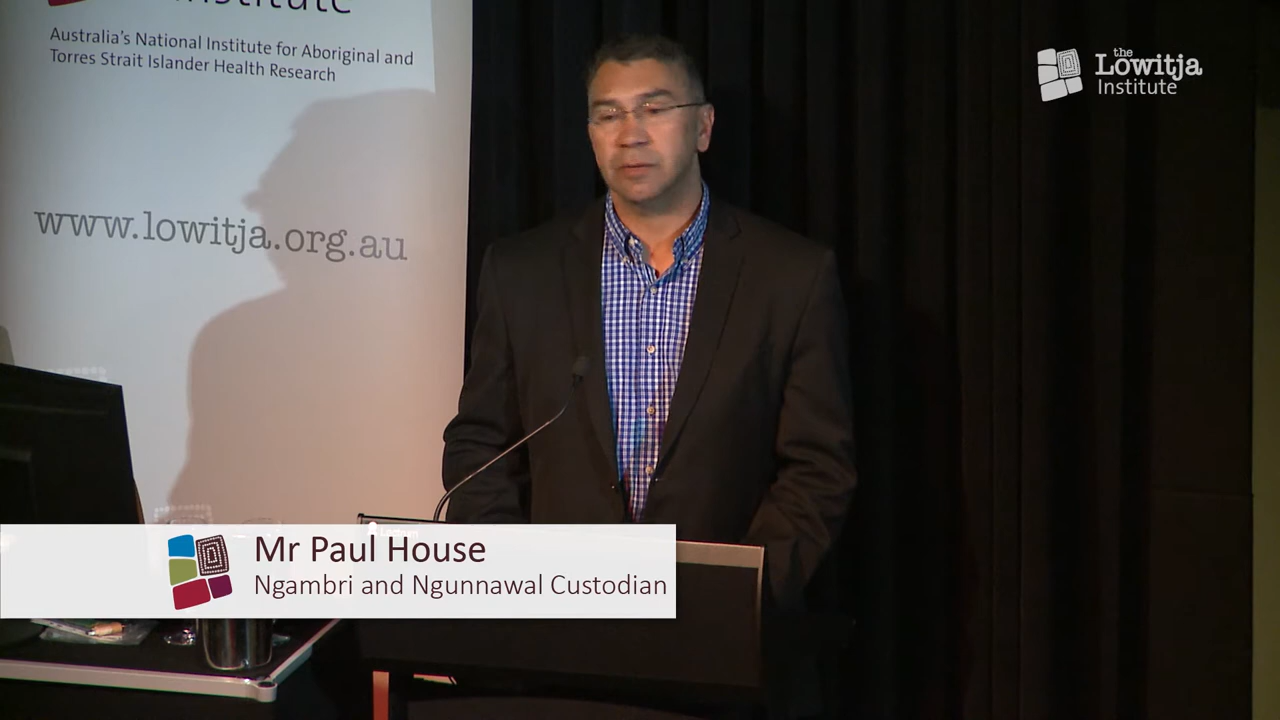 Institute
Australia's National Institute for Aboriginal and
Torres Strait Islander Health Research
www.lowitja.org.au
the
Lowitja
Institute
Mr Paul House
Ngambri and Ngunnawal Custodian